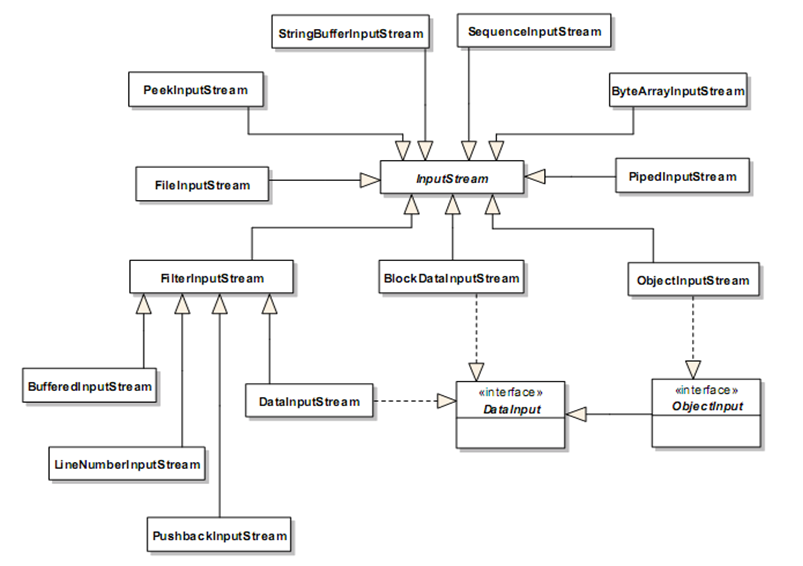 StringBufferInputStream
SequenceInputStream
PeekInputStream
ByteArrayInputStream
InputStream
FileInputStream
PipedInputStream
FilterInputStream
BlockDataInputStream
ObjectInputStream
BufferedInputStream
DataInputStream
«interface»
DataInput
«interface»
ObjectInput
LineNumberInputStream
PushbackInputStream